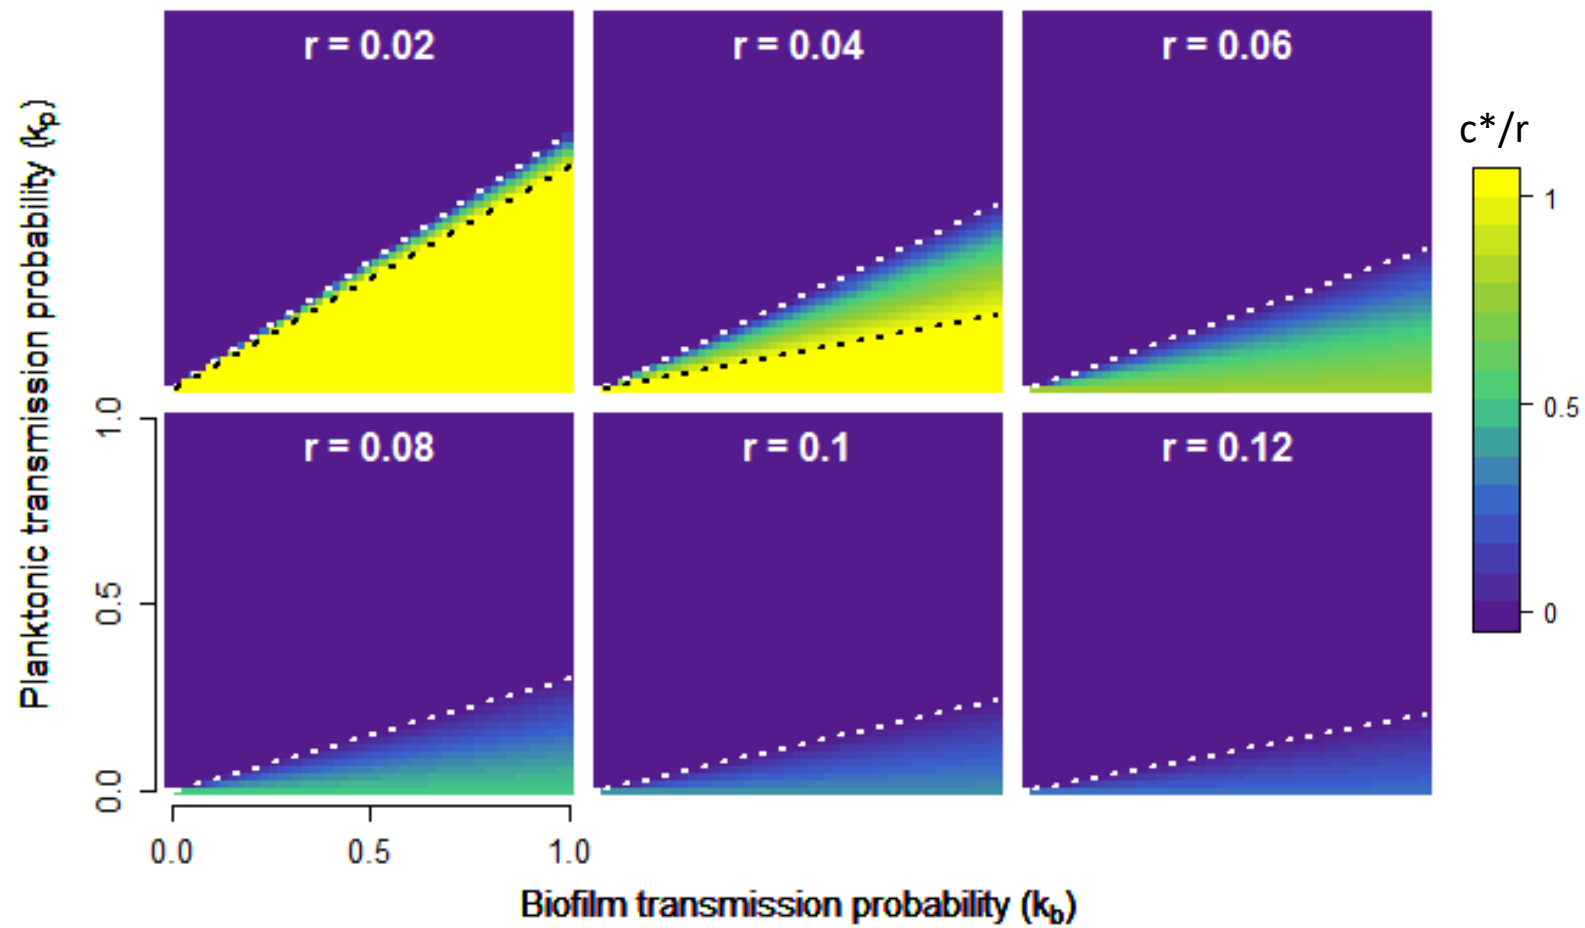 r = 0.02
r = 0.04
r = 0.06
c*/r
1
0.5
0
Planktonic transmission probability (kp)
r = 0.08
r = 0.1
r = 0.12
1.0
0.5
0.0
0.0 0.5 1.0
Biofilm transmission probability (kb)